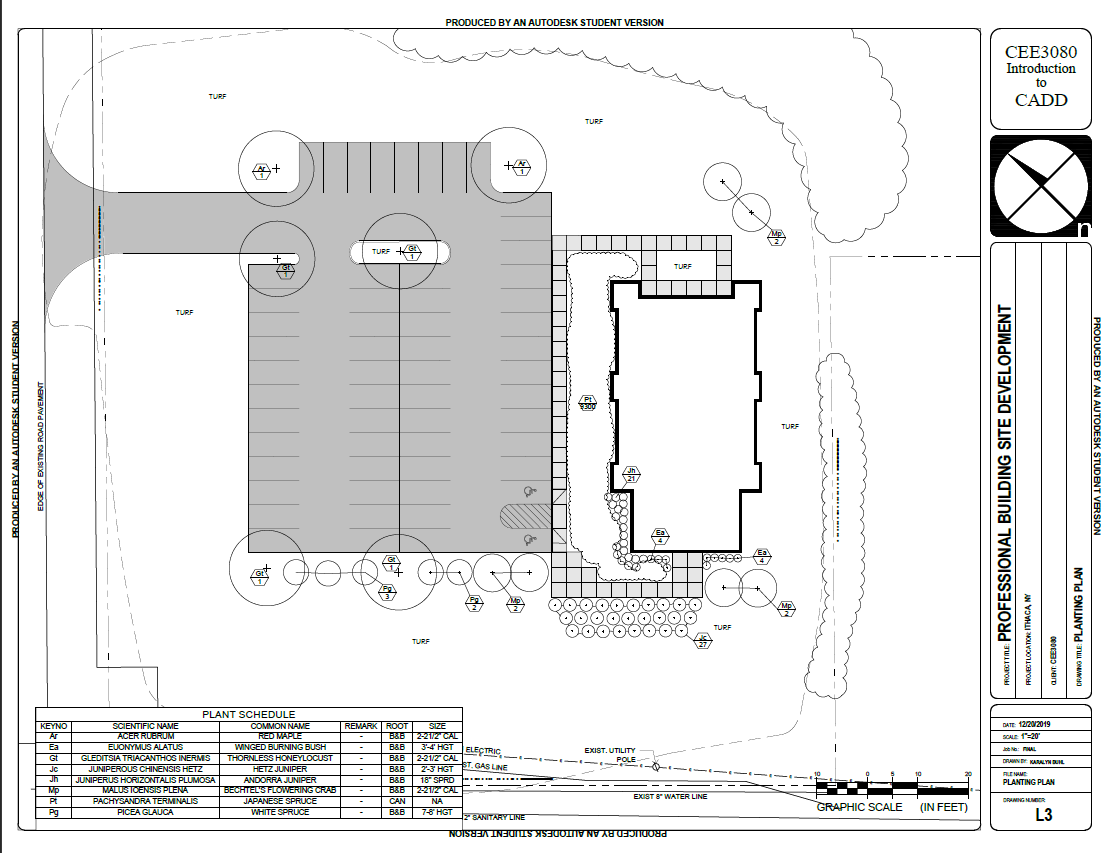 PRODUCED BY AN AUTODESK STUDENT VERSION
CEE3080
Introduction
to
CADD
n
TURF
TURF
Ar
1
Ar
1
Mp
2
Gt
1
TURF
Gt
1
TURF
TURF
Pt
9300
TURF
Jh
21
Ea
4
Ea
4
Gt
1
Gt
1
Pg
3
Pg
2
Mp
2
Mp
2
TURF
TURF
Jc
27
EDGE OF EXISTING ROAD PAVEMENT
PRODUCED BY AN AUTODESK STUDENT VERSION
PRODUCED BY AN AUTODESK STUDENT VERSION
PROJECT TITLE: PROFESSIONAL BUILDING SITE DEVELOPMENT
PROJECT LOCATION: ITHACA, NY
CLIENT: CEE3080
DRAWING TITLE: PLANTING PLAN
PLANT SCHEDULE
KEYNO SCIENTIFIC NAME COMMON NAME REMARK ROOT SIZE
Ar ACER RUBRUM RED MAPLE - B&B 2-21/2" CAL
Ea EUONYMUS ALATUS WINGED BURNING BUSH - B&B 3'-4' HGT
Gt GLEDITSIA TRIACANTHOS INERMIS THORNLESS HONEYLOCUST - B&B 2-21/2" CAL
Jc JUNIPEROUS CHINENSIS HETZ HETZ JUNIPER - B&B 2'-3' HGT
Jh JUNIPERUS HORIZONTALIS PLUMOSA ANDORRA JUNIPER - B&B 18" SPRD
Mp MALUS IOENSIS PLENA BECHTEL'S FLOWERING CRAB - B&B 2-21/2" CAL
Pt PACHYSANDRA TERMINALIS JAPANESE SPRUCE - CAN NA
Pg PICEA GLAUCA WHITE SPRUCE - B&B 7'-8' HGT
ELECTRIC
ST. GAS LINE
EXIST. UTILITY
POLE
EXIST 8" WATER LINE
2" SANITARY LINE
10 0 5 10 20
GRAPHIC SCALE (IN FEET)
DATE: 12/20/2019
SCALE: 1"=20'
Job No.: FINAL
DRAWN BY: KARALYN BUHL
FILE NAME:
PLANTING PLAN
DRAWING NUMBER:
L3
PRODUCED BY AN AUTODESK STUDENT VERSION